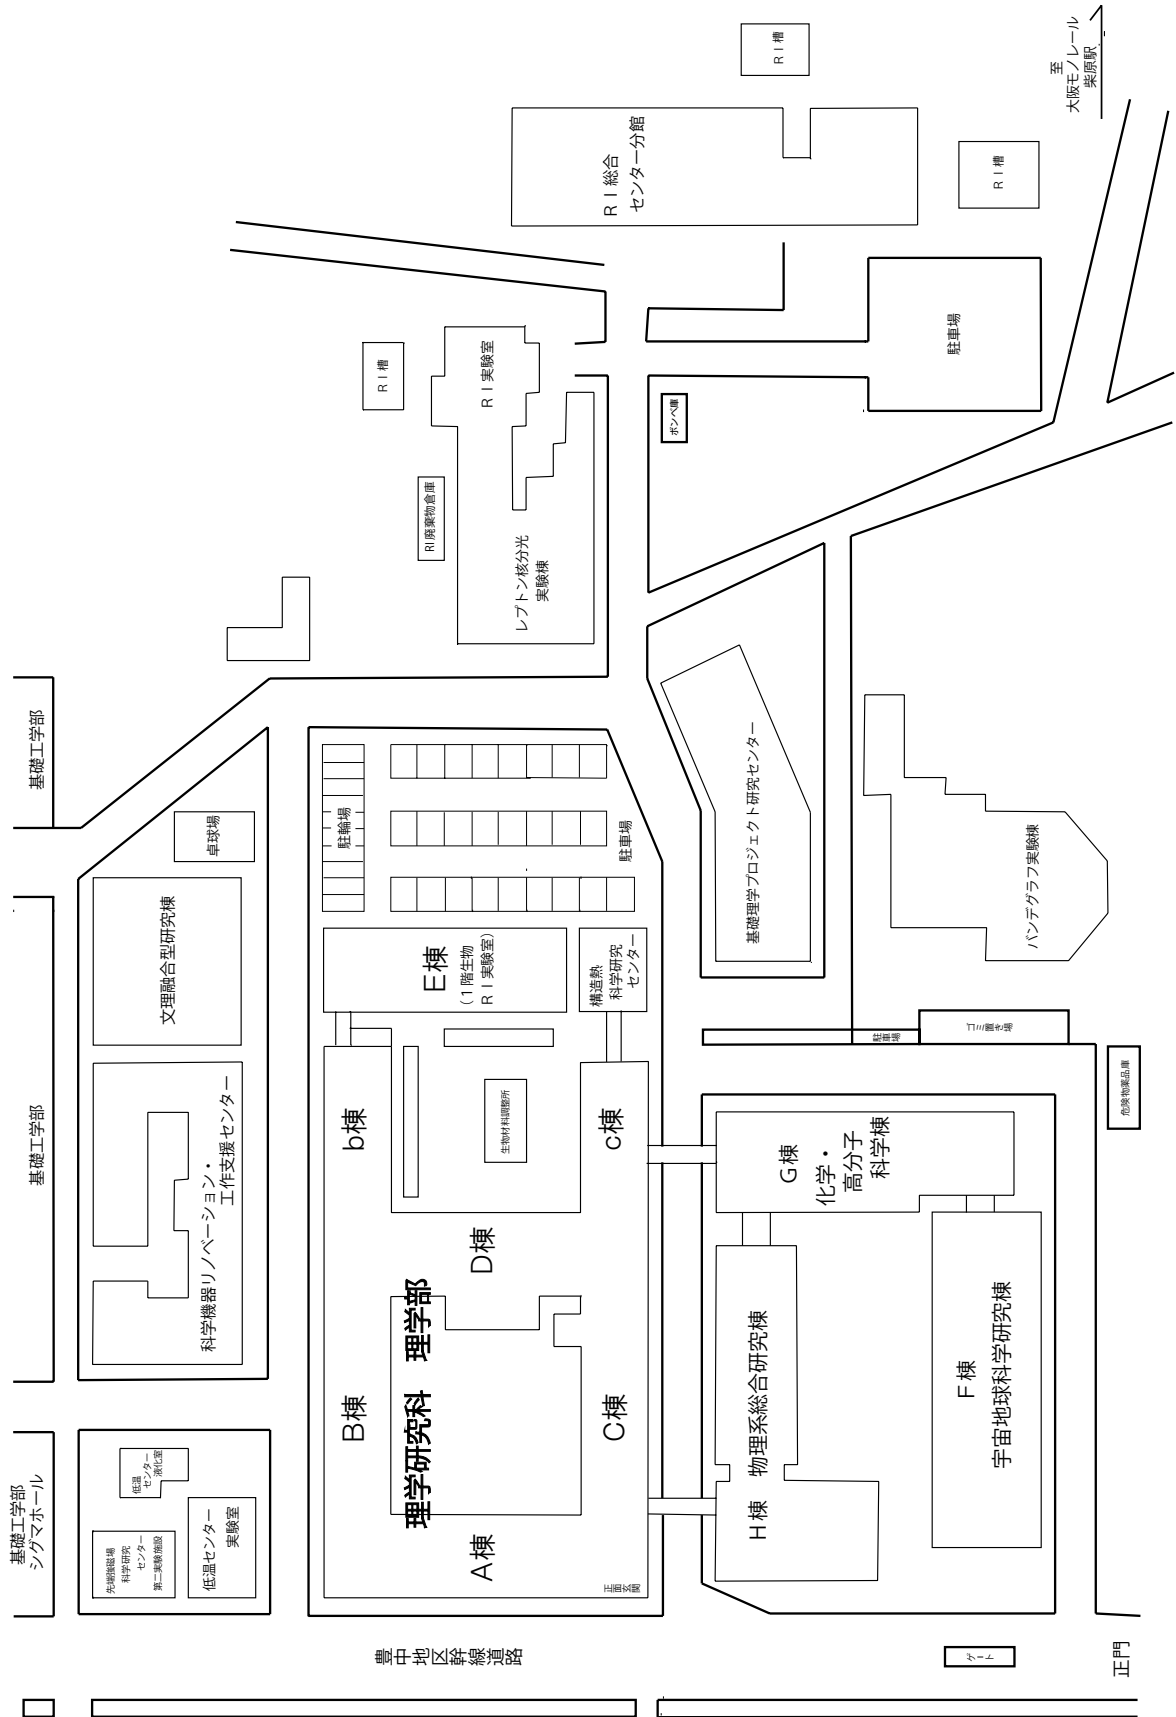 至
大阪モノレール
柴原駅
RI槽
RI総合
センター分館
RI槽
RI槽
RI実験室
駐車場
ボンベ庫
RI廃棄物倉庫
レプトン核分光
実験棟
基礎工学部
卓球場
駐輪場
駐車場
基礎理学プロジェクト研究センター
バンデグラフ実験棟
文理融合型研究棟
E棟
(1階生物
RI実験室)
構造熱
科学研究
センター
駐車場
ゴミ置き場
危険物薬品庫
基礎工学部
科学機器リノベーション・
工作支援センター
b棟
生物材料調整所
c棟
G棟
化学・
高分子
科学棟
D棟
理学研究科 理学部
B棟
C棟
物理系総合研究棟
H棟
F棟
宇宙地球科学研究棟
基礎工学部
シグマホール
低温
センター
液化室
先端強磁場
科学研究
センター
第二実験施設
低温センター
実験室
A棟
正面玄関
豊中地区幹線道路
ゲート
正門